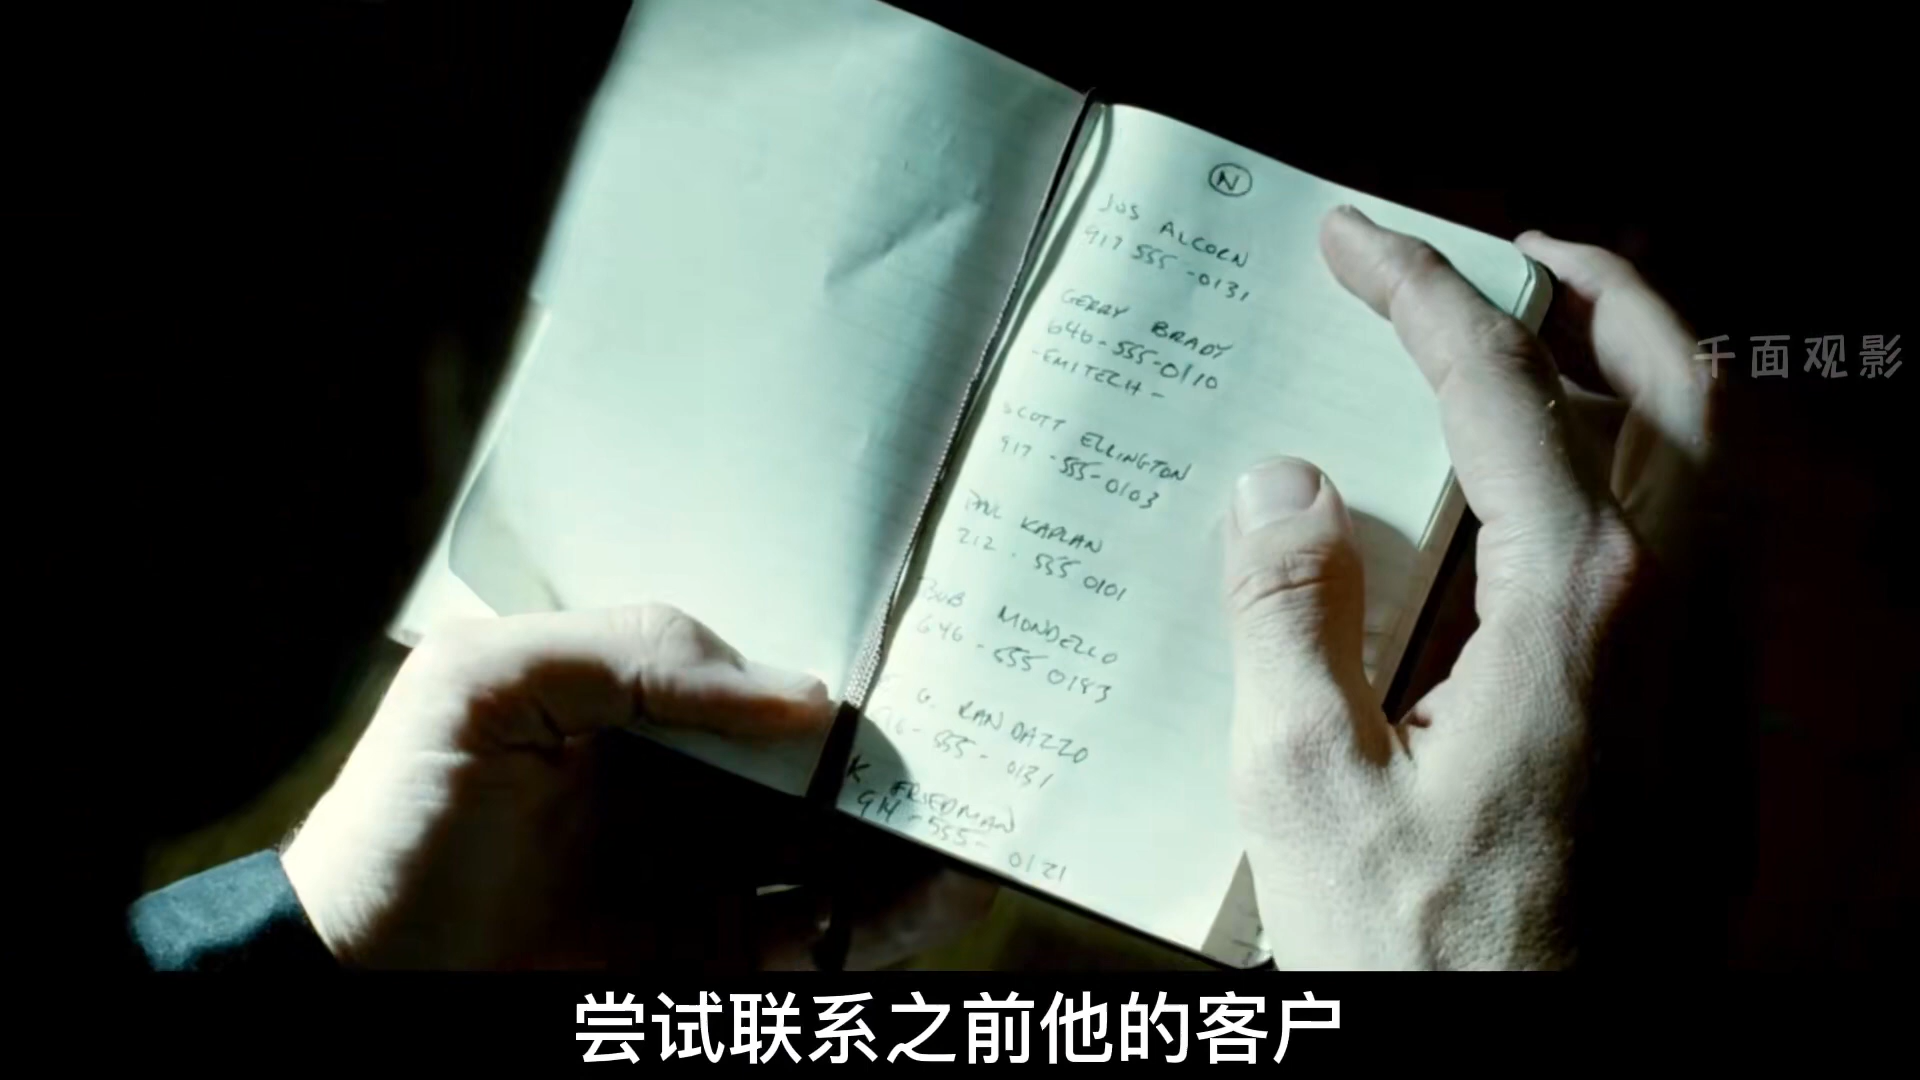 N
JOS ALCORN
917 555-0131
GERRY BRADY
646-555-0110
-EMITECH-
SCOTT ELLINGTON
917-555-0103
PAUL KAPLAN
212. 555 0101
BOB MONDELLO
646-555 0193
G. RANDAZZO
-555-0131
K FRIEDMAN
914-555-0121
千面观影
尝试联系之前他的客户